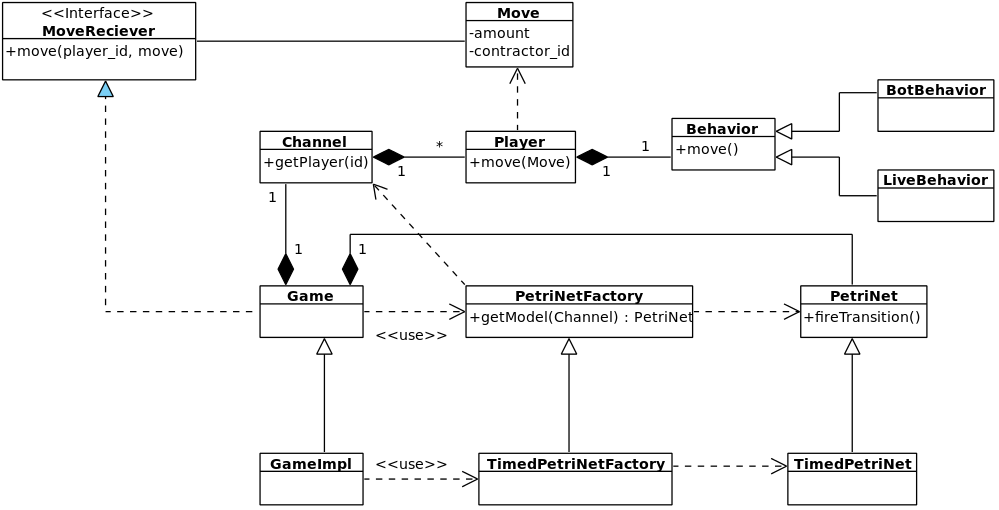 <<Interface>>
MoveReciever
+move(player_id, move)
Move
-amount
-contractor_id
BotBehavior
Behavior
+move()
LiveBehavior
Channel
+getPlayer(id)
*
1
Player
+move(Move)
1
1
1
1
1
Game
<<use>>
PetriNetFactory
+getModel(Channel) : PetriNet
PetriNet
+fireTransition()
GameImpl
<<use>>
TimedPetriNetFactory
TimedPetriNet